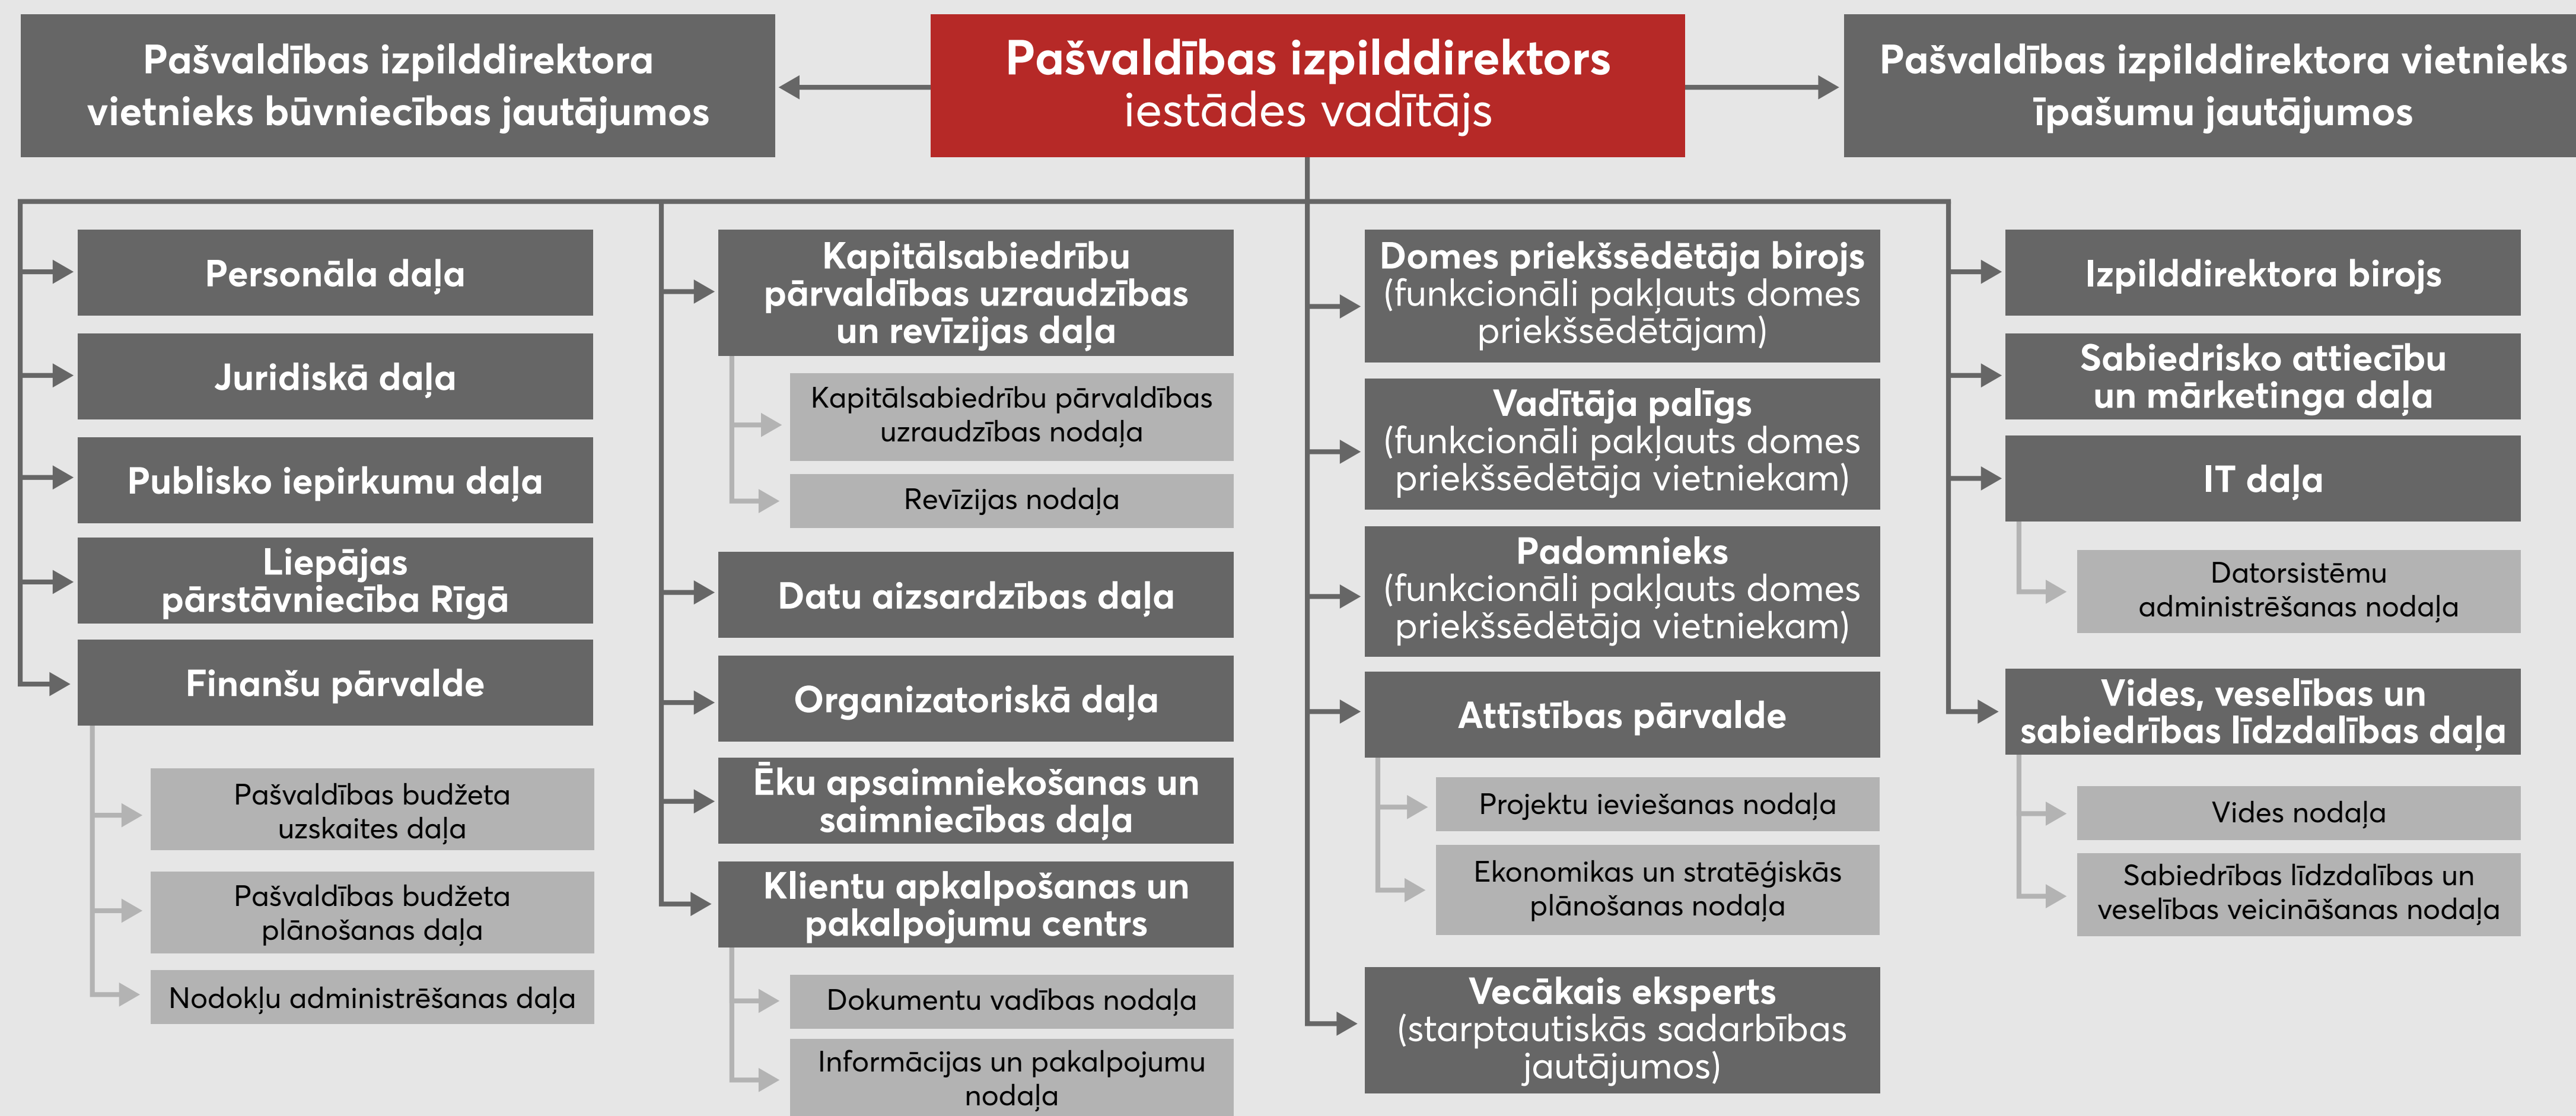 Pašvaldības izpilddirektora
vietnieks būvniecības jautājumos
Pašvaldības izpilddirektors
iestādes vadītājs
Pašvaldības izpilddirektora vietnieks
īpašumu jautājumos
Personāla daļa
Juridiskā daļa
Publisko iepirkumu daļa
Liepājas
pārstāvniecība Rīgā
Finanšu pārvalde
Pašvaldības budžeta
uzskaites daļa
Pašvaldības budžeta
plānošanas daļa
Nodokļu administrēšanas daļa
Kapitālsabiedrību
pārvaldības uzraudzības
un revīzijas daļa
Kapitālsabiedrību pārvaldības
uzraudzības nodaļa
Revīzijas nodaļa
Datu aizsardzības daļa
Organizatoriskā daļa
Ēku apsaimniekošanas un
saimniecības daļa
Klientu apkalpošanas un
pakalpojumu centrs
Dokumentu vadības nodaļa
Informācijas un pakalpojumu
nodaļa
Domes priekšsēdētāja birojs
(funkcionāli pakļauts domes
priekšsēdētājam)
Vadītāja palīgs
(funkcionāli pakļauts domes
priekšsēdētāja vietniekam)
Padomnieks
(funkcionāli pakļauts domes
priekšsēdētāja vietniekam)
Attīstības pārvalde
Projektu ieviešanas nodaļa
Ekonomikas un stratēģiskās
plānošanas nodaļa
Vecākais eksperts
(starptautiskās sadarbības
jautājumos)
Izpilddirektora birojs
Sabiedrisko attiecību
un mārketinga daļa
IT daļa
Datorsistēmu
administrēšanas nodaļa
Vides, veselības un
sabiedrības līdzdalības daļa
Vides nodaļa
Sabiedrības līdzdalības un
veselības veicināšanas nodaļa